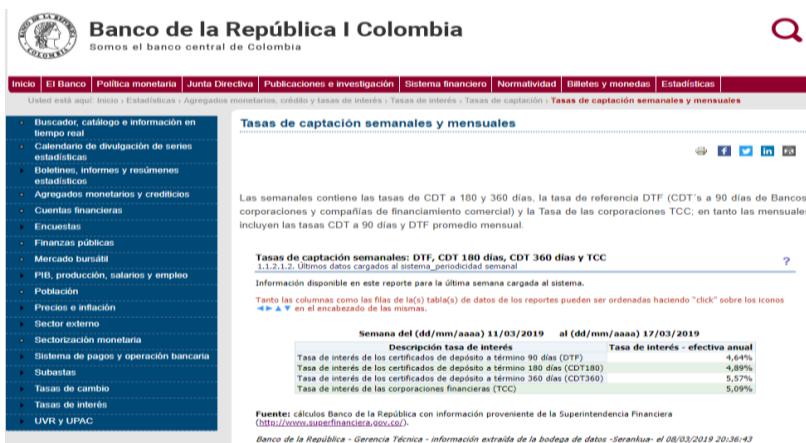 Banco de la República I Colombia
Somos el banco central de Colombia
Inicio El Banco Política monetaria Junta Directiva Publicaciones e investigación Sistema financiero Normatividad Billetes y monedas Estadísticas
Usted está aquí: Inicio › Estadísticas › Agregados monetarios, crédito y tasas de interés › Tasas de interés › Tasas de captación › Tasas de captación semanales y mensuales
Buscador, catálogo e información en
tiempo real
Calendario de divulgación de series
estadísticas
Boletines, informes y resúmenes
estadísticos
Agregados monetarios y crediticios
Cuentas financieras
Encuestas
Finanzas públicas
Mercado bursátil
PIB, producción, salarios y empleo
Población
Precios e inflación
Sector externo
Sectorización monetaria
Sistema de pagos y operación bancaria
Subastas
Tasas de cambio
Tasas de interés
UVR y UPAC
Tasas de captación semanales y mensuales
Las semanales contiene las tasas de CDT a 180 y 360 días, la tasa de referencia DTF (CDT´s a 90 días de Bancos
corporaciones y compañías de financiamiento comercial) y la Tasa de las corporaciones TCC; en tanto las mensuale
incluyen las tasas CDT a 90 días y DTF promedio mensual.
Tasas de captación semanales: DTF, CDT 180 días, CDT 360 días y TCC
?
1.1.2.1.2. Últimos datos cargados al sistema_periodicidad semanal
Información disponible en este reporte para la última semana cargada al sistema.
Tanto las columnas como las filas de la(s) tabla(s) de datos de los reportes pueden ser ordenadas haciendo "click" sobre los iconos
◄►▲▼ en el encabezado de las mismas.
Semana del (dd/mm/aaaa) 11/03/2019 al (dd/mm/aaaa) 17/03/2019
Descripción tasa de interés Tasa de interés - efectiva anual
Tasa de interés de los certificados de depósito a término 90 días (DTF) 4,64%
Tasa de interés de los certificados de depósito a término 180 días (CDT180) 4,89%
Tasa de interés de los certificados de depósito a término 360 días (CDT360) 5,57%
Tasa de interés de las corporaciones financieras (TCC) 5,09%
Fuente: cálculos Banco de la República con información proveniente de la Superintendencia Financiera
(http://www.superfinanciera.gov.co/).
Banco de la República - Gerencia Técnica - información extraída de la bodega de datos -Serankua- el 08/03/2019 20:36:43